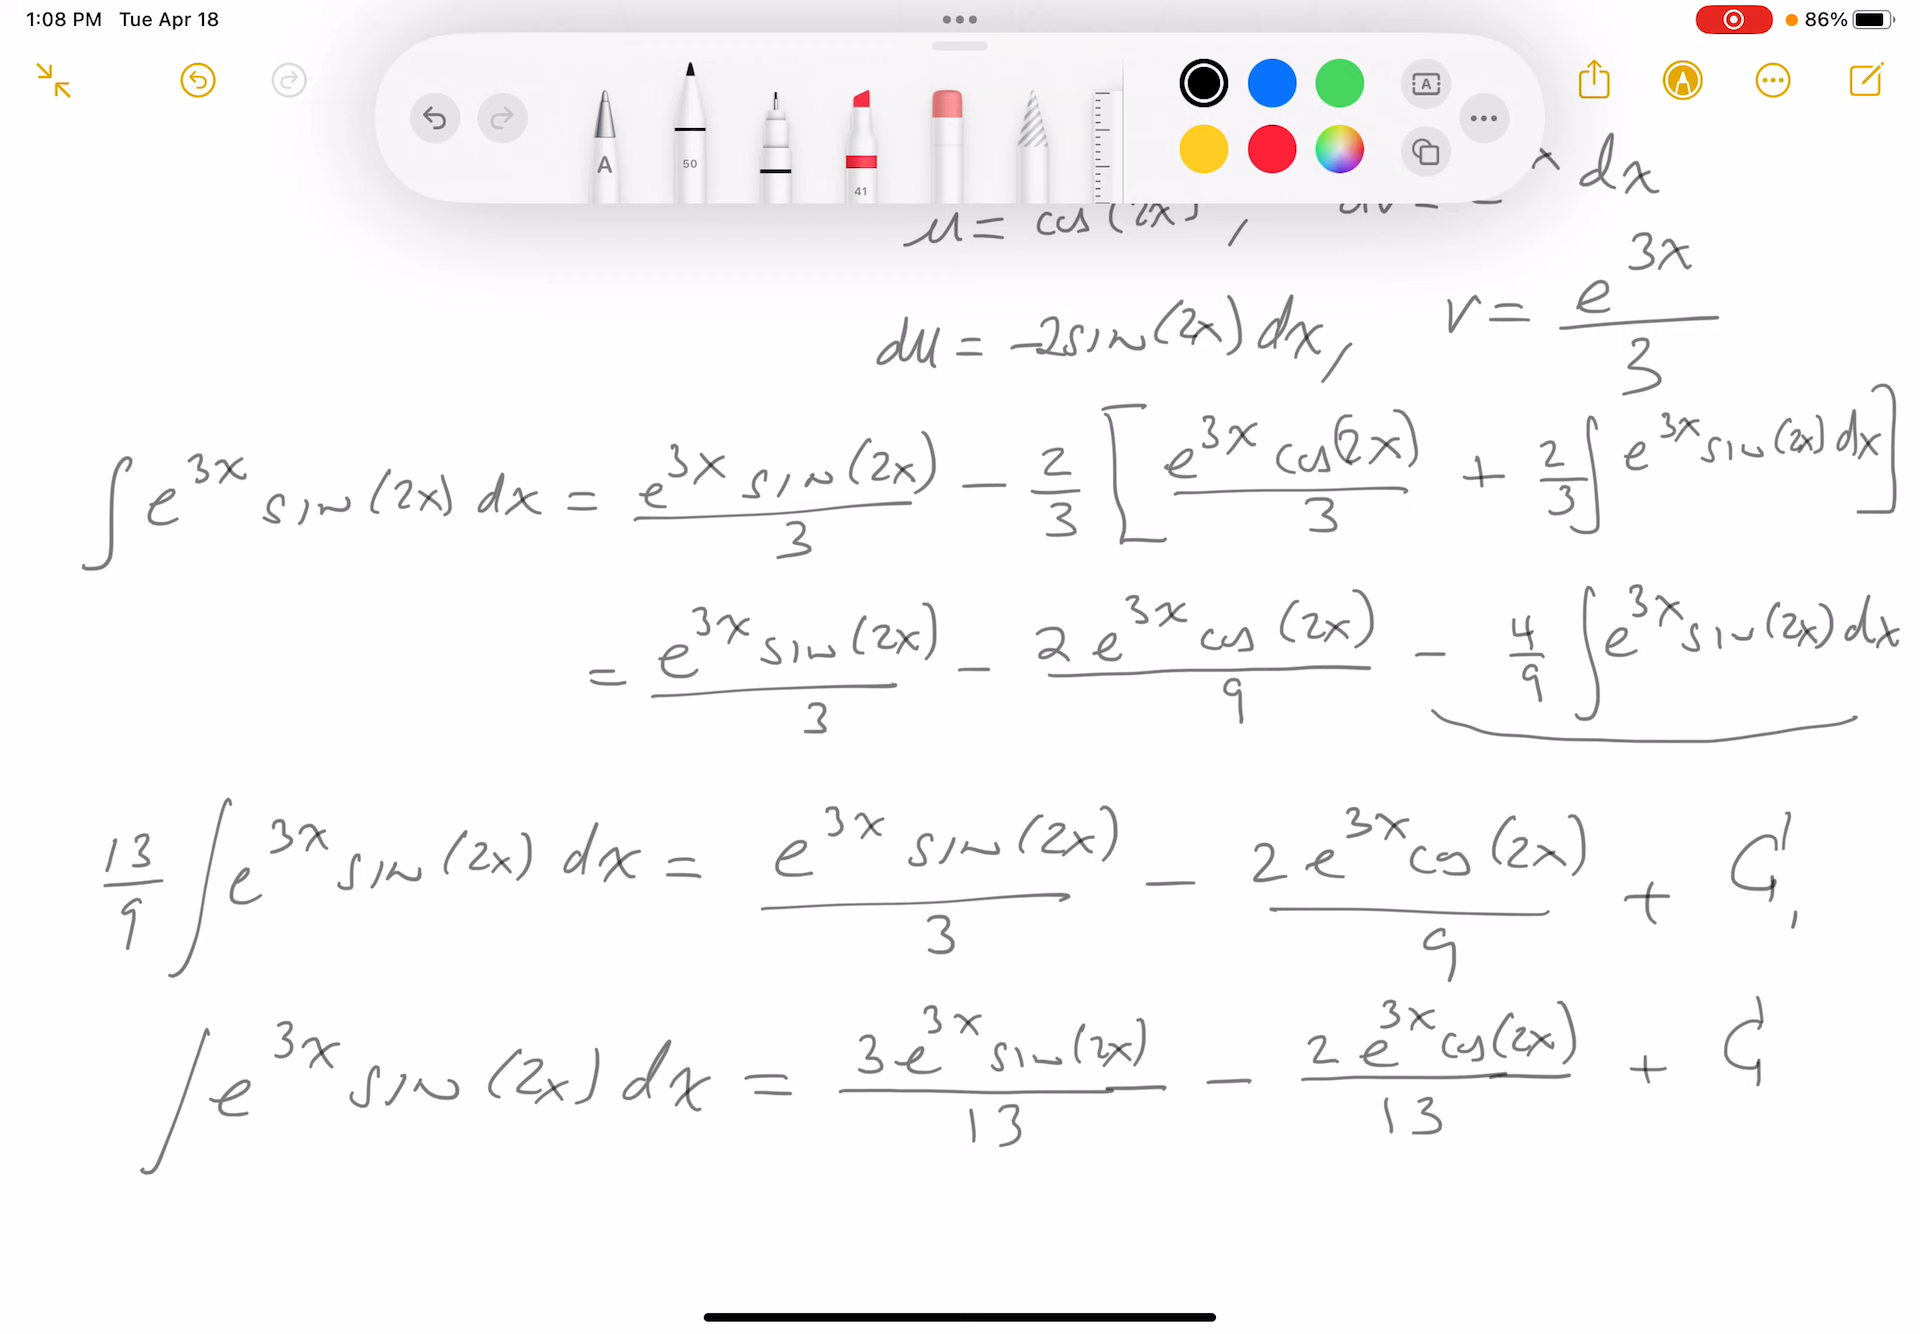 1:08 PM Tue Apr 18
86%
A 50 41 A
x dx
u = cos(2x),
du = -2sin(2x) dx, v = e^{3x}/3
∫ e^{3x} sin(2x) dx = e^{3x} sin(2x)/3 - 2/3 [ e^{3x} cos(2x)/3 + 2/3 ∫ e^{3x} sin(2x) dx ]
= e^{3x} sin(2x)/3 - 2e^{3x} cos(2x)/9 - 4/9 ∫ e^{3x} sin(2x) dx
13/9 ∫ e^{3x} sin(2x) dx = e^{3x} sin(2x)/3 - 2e^{3x} cos(2x)/9 + C₁
∫ e^{3x} sin(2x) dx = 3e^{3x} sin(2x)/13 - 2e^{3x} cos(2x)/13 + C